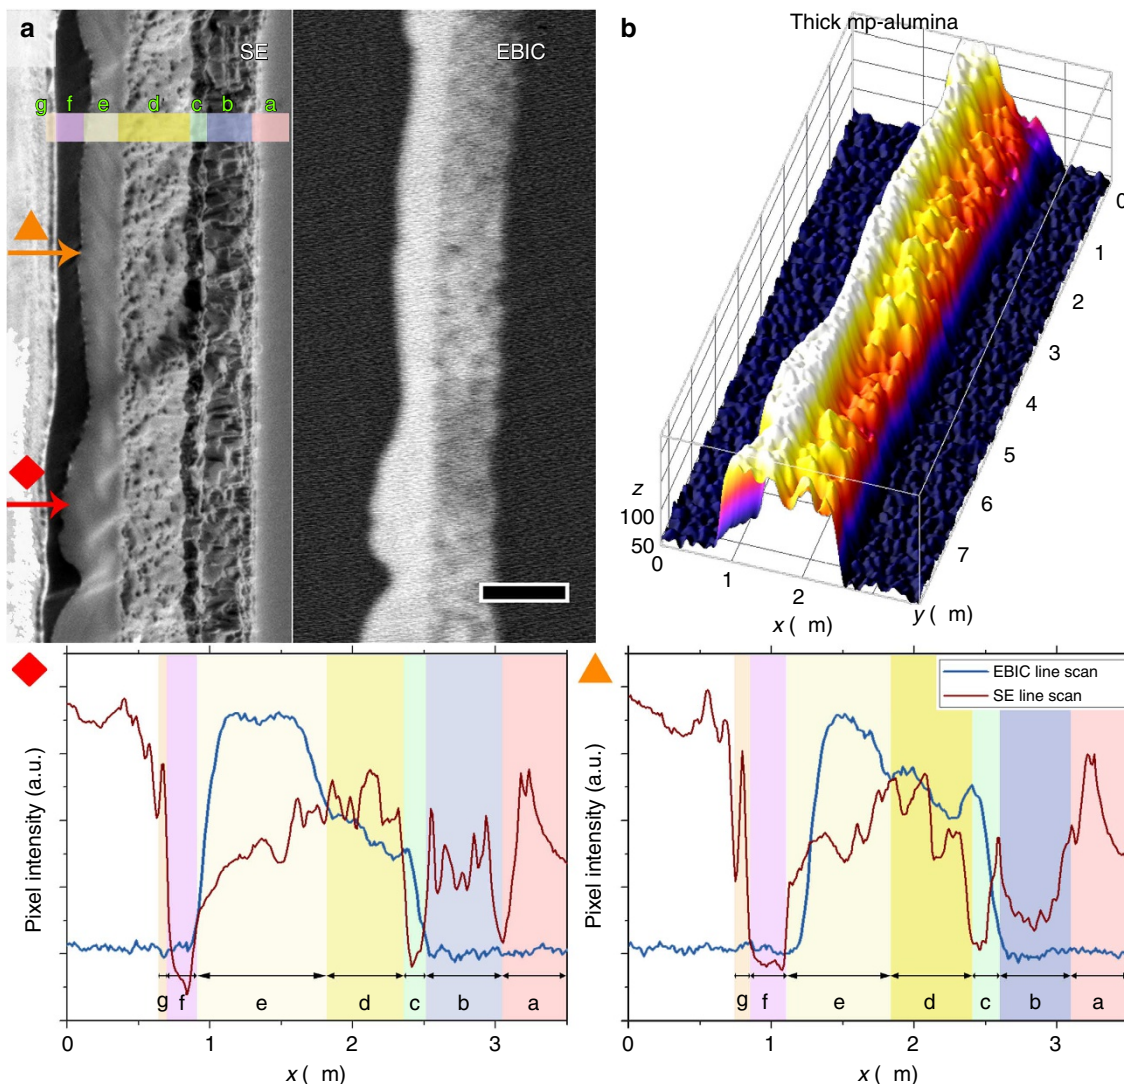 a
SE
EBIC
g f e d c b a
b
Thick mp-alumina
0
1
2
3
4
5
6
7
z
100
50
0
1
2
x ( m)
y ( m)
Pixel intensity (a.u.)
g f e d c b a
0 1 2 3
x ( m)
EBIC line scan
SE line scan
Pixel intensity (a.u.)
g f e d c b a
0 1 2 3
x ( m)